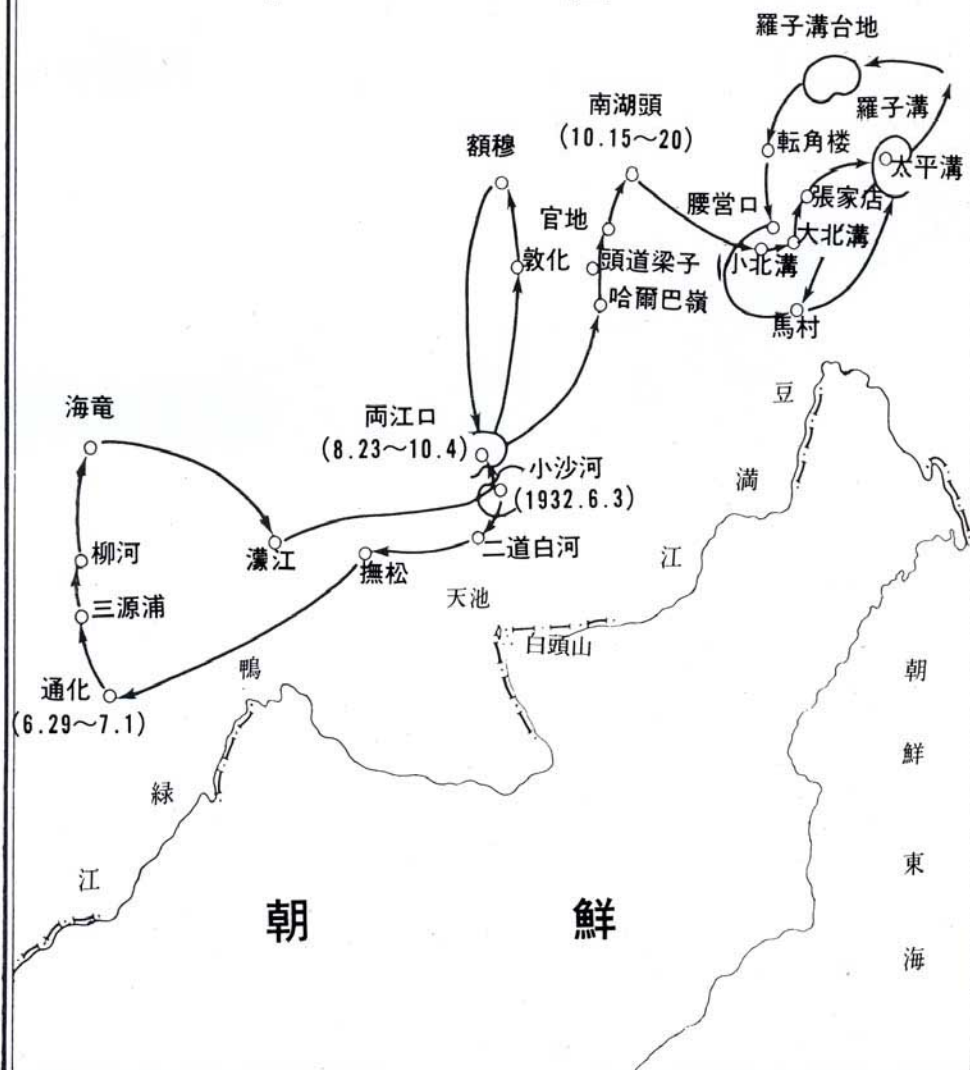 羅子溝台地
羅子溝
太平溝
転角楼
張家店
腰営口
大北溝
小北溝
馬村
南湖頭
(10.15〜20)
官地
頭道梁子
哈爾巴嶺
額穆
敦化
両江口
(8.23〜10.4)
小沙河
(1932.6.3)
二道白河
海竜
濛江
撫松
柳河
三源浦
通化
(6.29〜7.1)
天池
白頭山
豆満江
鴨緑江
朝鮮
朝鮮東海